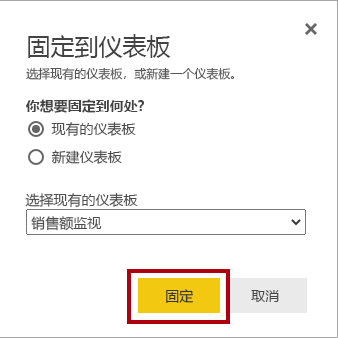 固定到仪表板
选择现有的仪表板，或新建一个仪表板。
你想要固定到何处?
现有的仪表板
新建仪表板
选择现有的仪表板
销售额监视
固定
取消